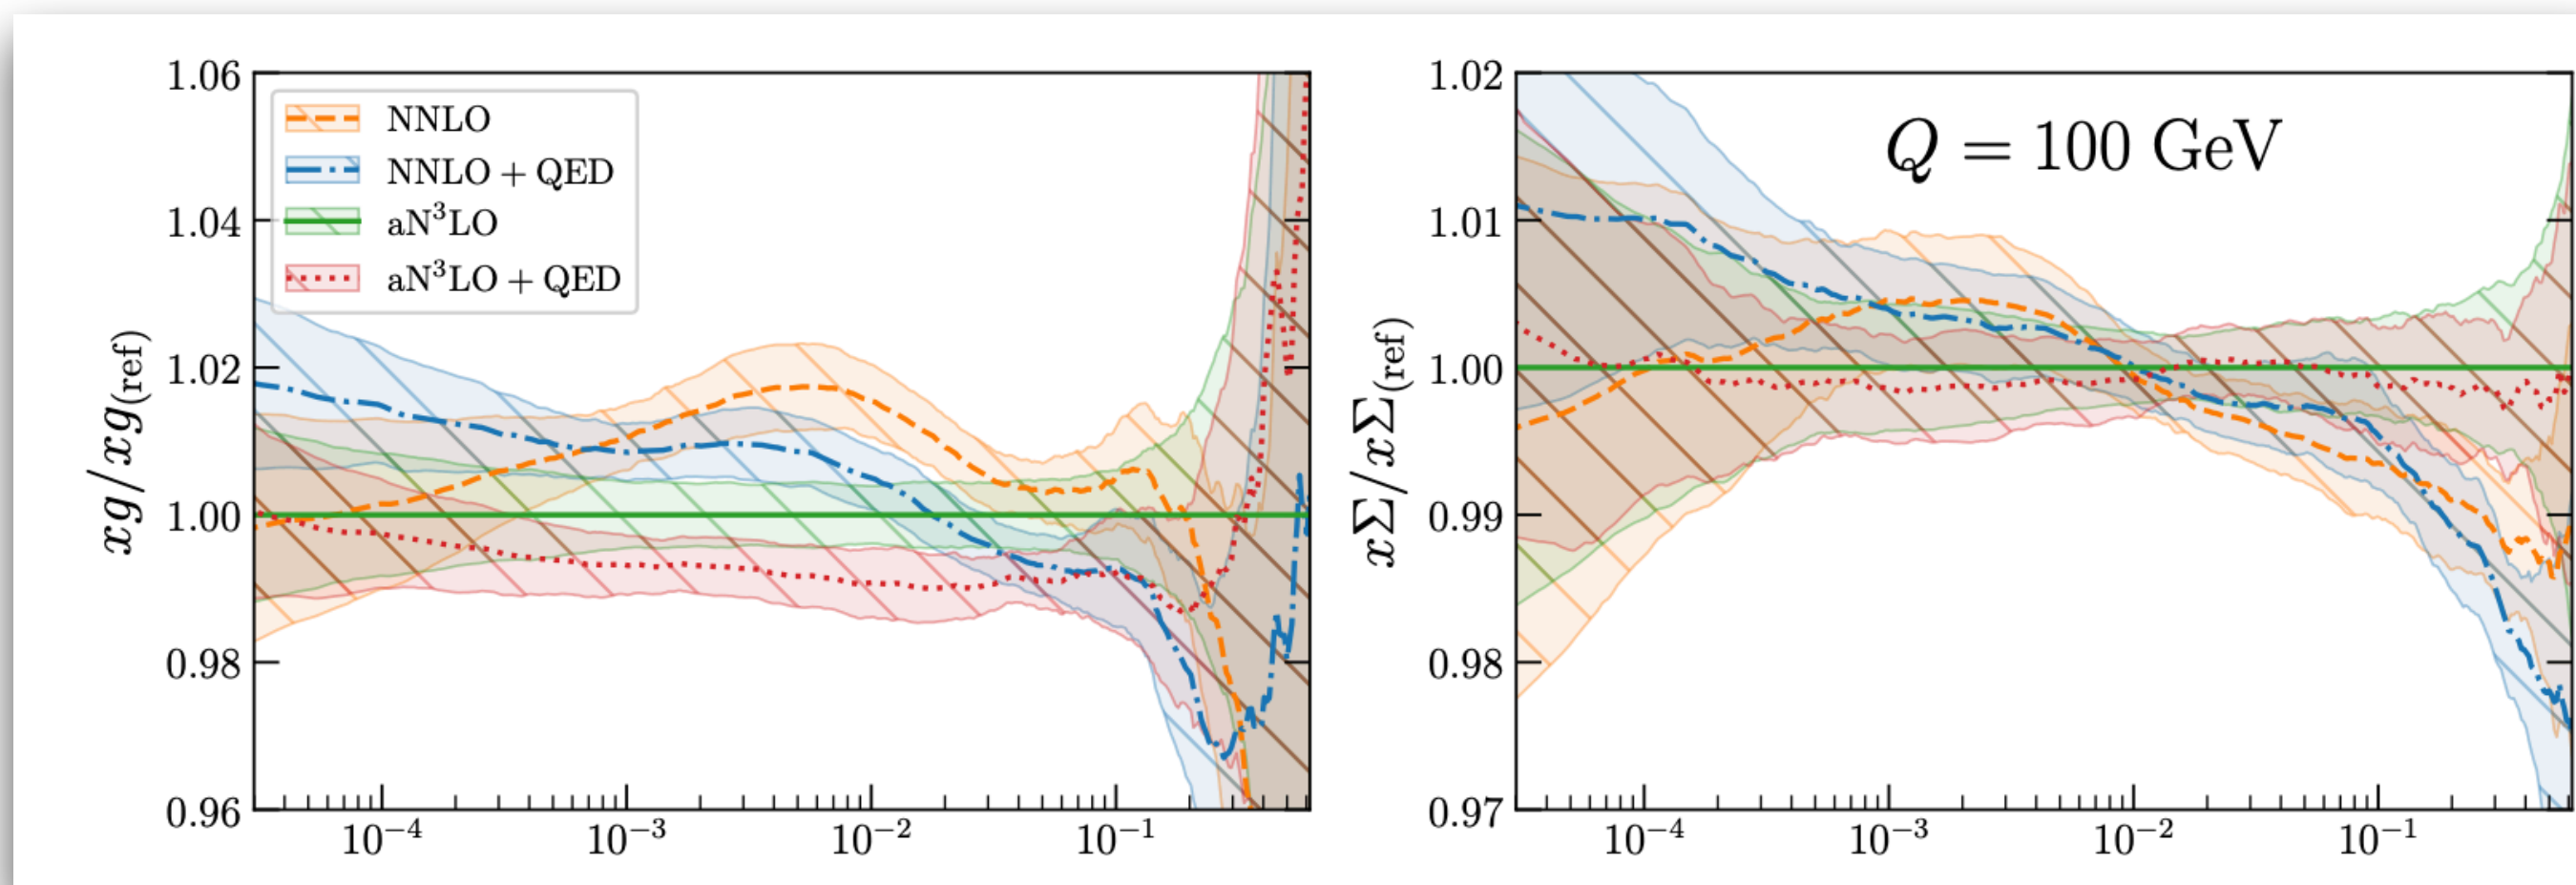 xg/xg(ref)
1.06
1.04
1.02
1.00
0.98
0.96
NNLO
NNLO + QED
aN³LO
aN³LO + QED
10⁻⁴ 10⁻³ 10⁻² 10⁻¹
xΣ/xΣ(ref)
1.02
1.01
1.00
0.99
0.98
0.97
Q = 100 GeV
10⁻⁴ 10⁻³ 10⁻² 10⁻¹